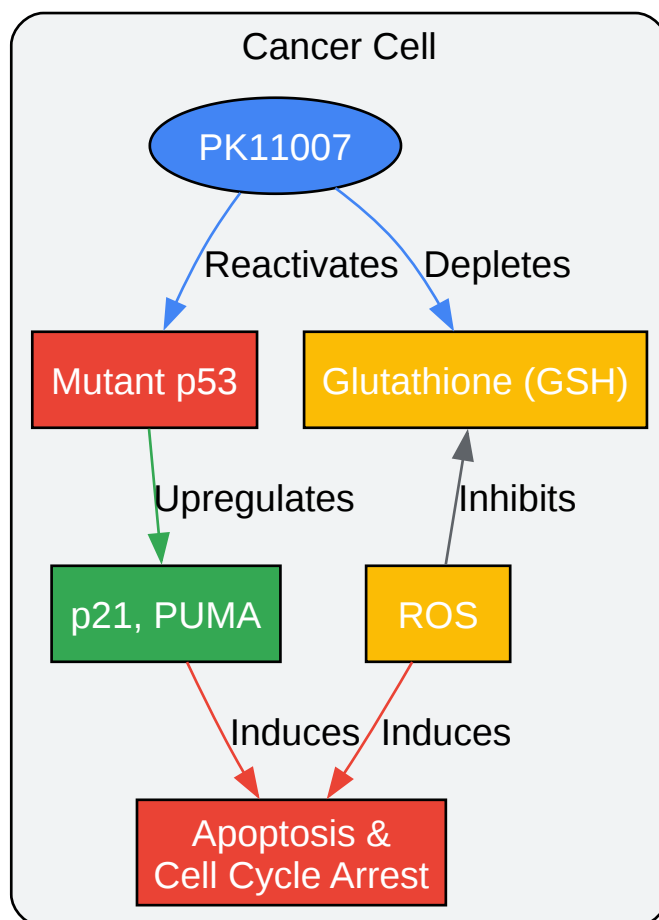 Cancer Cell
PK11007
Reactivates
Depletes
Mutant p53
Glutathione (GSH)
Upregulates
Inhibits
p21, PUMA
ROS
Induces
Induces
Apoptosis &
Cell Cycle Arrest